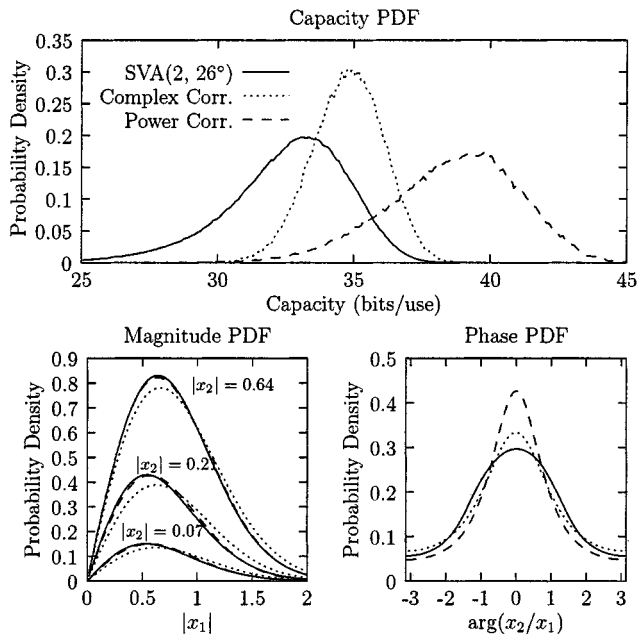 Capacity PDF
Probability Density
0.35
0.3
0.25
0.2
0.15
0.1
0.05
0
SVA(2, 26°)
Complex Corr.
Power Corr.
25 30 35 40 45
Capacity (bits/use)
Magnitude PDF
Probability Density
0.9
0.8
0.7
0.6
0.5
0.4
0.3
0.2
0.1
0
|x₂| = 0.64
|x₂| = 0.21
|x₂| = 0.07
0 0.5 1 1.5 2
|x₁|
Phase PDF
Probability Density
0.5
0.4
0.3
0.2
0.1
0
-3 -2 -1 0 1 2 3
arg(x₂/x₁)